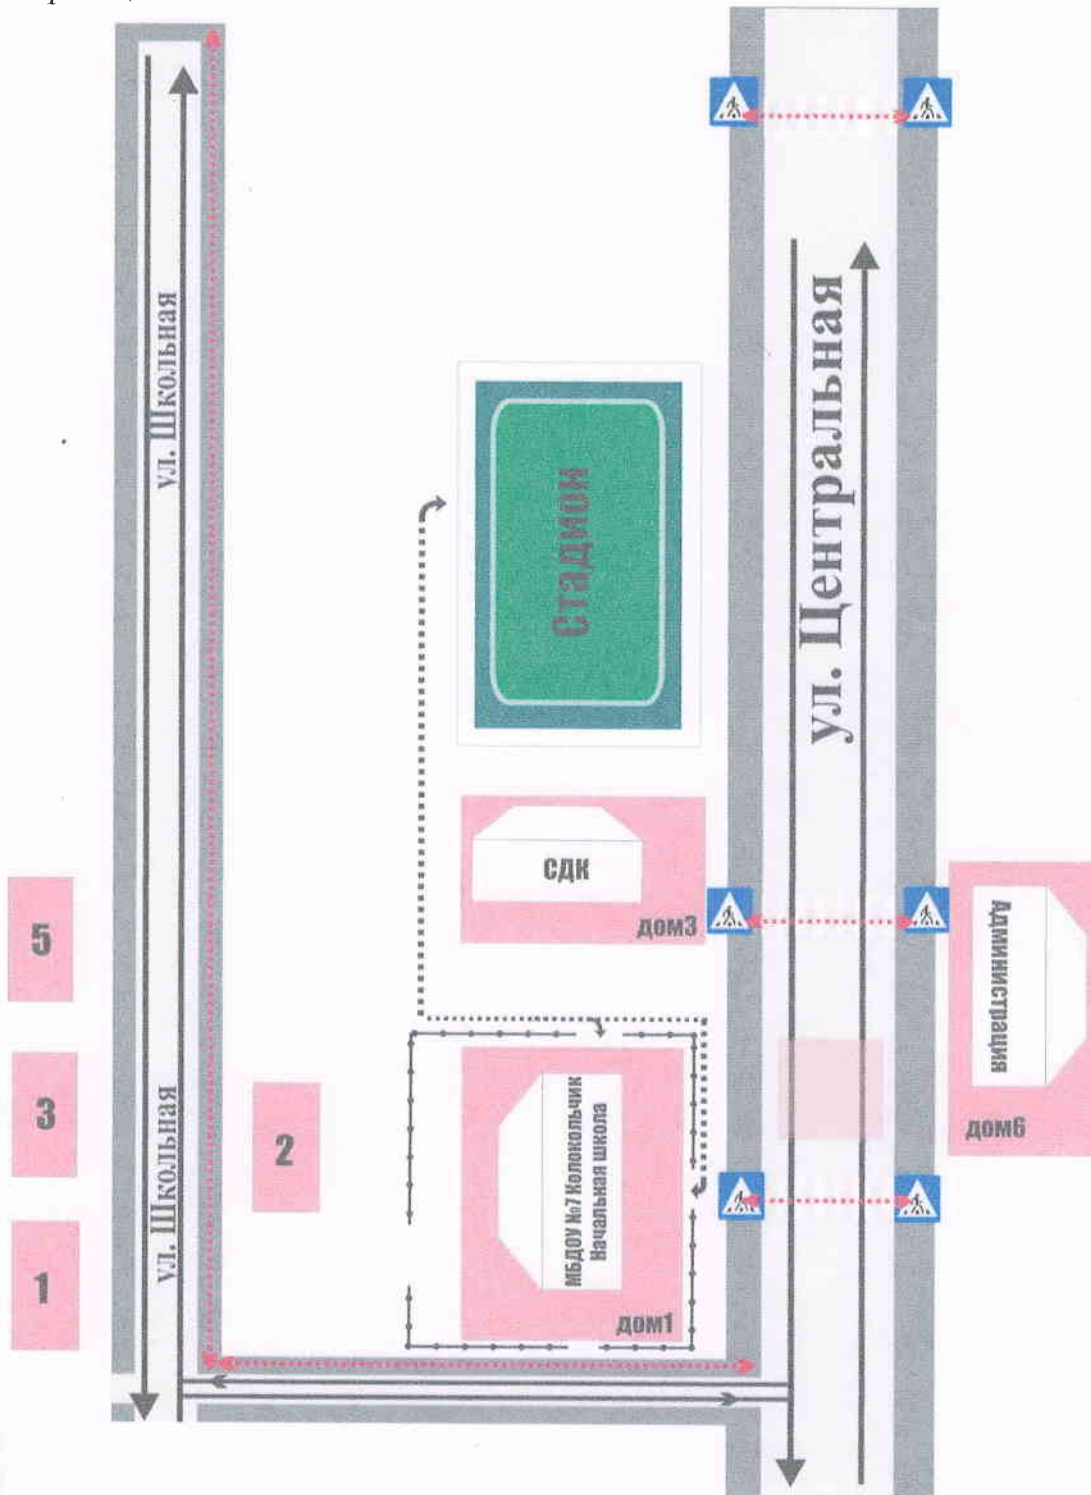 ул. Школьная
ул. Школьная
ул. Центральная
Стадион
СДК
дом3
Администрация
дом6
МБДОУ №7 Колокольчик
Начальная школа
дом1
5
3
1
2